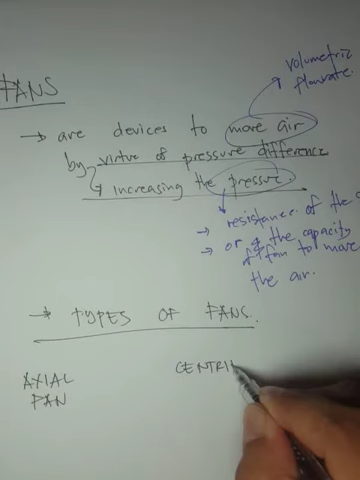 FANS
volumetric
flowrate.
→ are devices to move air
by virtue of pressure difference
increasing the pressure.
→ resistance of the
→ or the capacity
of fan to move
the air.
→ TYPES OF FANS.
AXIAL
FAN
CENTRI